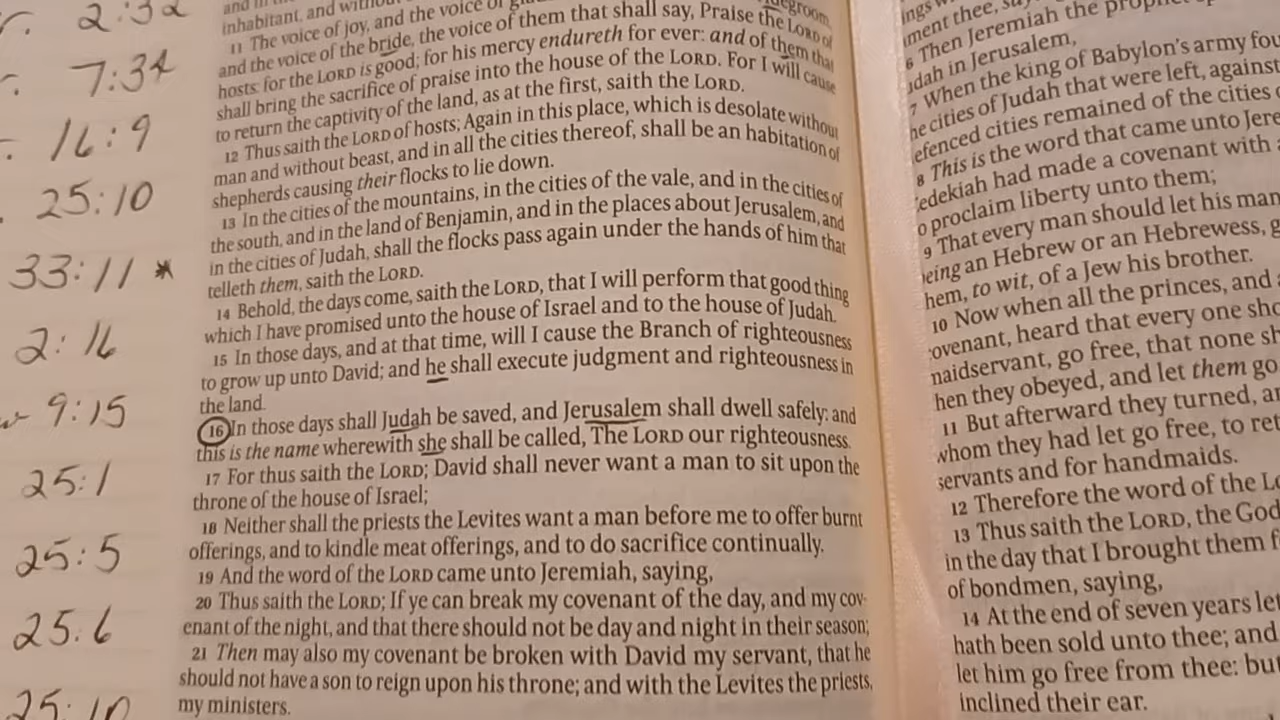 2:32
7:34
16:9
25:10
33:11 *
2:16
9:15
25:1
25:5
25:6
25:10
inhabitant, and without
11 The voice of joy, and the voice of
and the voice of the bride, the voice of them that shall say, Praise the LORD of
hosts: for the LORD is good; for his mercy endureth for ever: and of them that
shall bring the sacrifice of praise into the house of the LORD. For I will cause
to return the captivity of the land, as at the first, saith the LORD.
12 Thus saith the LORD of hosts; Again in this place, which is desolate without
man and without beast, and in all the cities thereof, shall be an habitation of
shepherds causing their flocks to lie down.
13 In the cities of the mountains, in the cities of the vale, and in the cities of
the south, and in the land of Benjamin, and in the places about Jerusalem, and
in the cities of Judah, shall the flocks pass again under the hands of him that
telleth them, saith the LORD.
14 Behold, the days come, saith the LORD, that I will perform that good thing
which I have promised unto the house of Israel and to the house of Judah.
15 In those days, and at that time, will I cause the Branch of righteousness
to grow up unto David; and he shall execute judgment and righteousness in
the land.
16 In those days shall Judah be saved, and Jerusalem shall dwell safely: and
this is the name wherewith she shall be called, The LORD our righteousness.
17 For thus saith the LORD; David shall never want a man to sit upon the
throne of the house of Israel;
18 Neither shall the priests the Levites want a man before me to offer burnt
offerings, and to kindle meat offerings, and to do sacrifice continually.
19 And the word of the LORD came unto Jeremiah, saying,
20 Thus saith the LORD; If ye can break my covenant of the day, and my cov-
enant of the night, and that there should not be day and night in their season;
21 Then may also my covenant be broken with David my servant, that he
should not have a son to reign upon his throne; and with the Levites the priests,
my ministers.
6 Then Jeremiah the prophet
dah in Jerusalem,
7 When the king of Babylon's army fou
he cities of Judah that were left, against
efenced cities remained of the cities
8 This is the word that came unto Jere
edekiah had made a covenant with
o proclaim liberty unto them;
9 That every man should let his man
eing an Hebrew or an Hebrewess, g
hem, to wit, of a Jew his brother.
10 Now when all the princes, and
ovenant, heard that every one sho
naidservant, go free, that none sh
hen they obeyed, and let them go
11 But afterward they turned, an
whom they had let go free, to ret
servants and for handmaids.
12 Therefore the word of the Lo
13 Thus saith the LORD, the God
in the day that I brought them f
of bondmen, saying,
14 At the end of seven years let
hath been sold unto thee; and
let him go free from thee: but
inclined their ear.